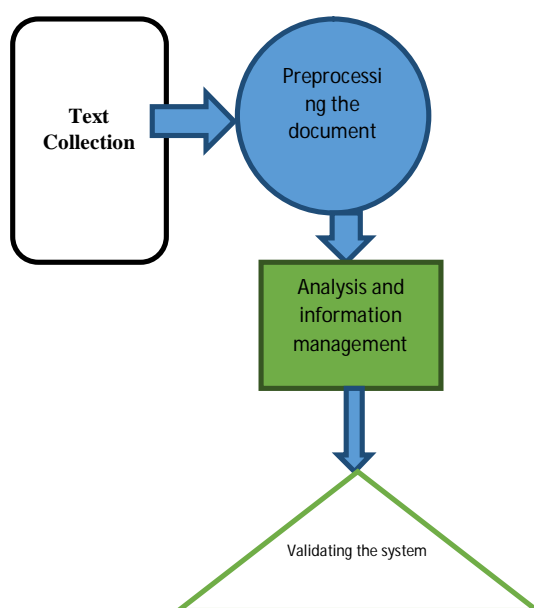 Text
Collection
Preprocessi
ng the
document
Analysis and
information
management
Validating the system